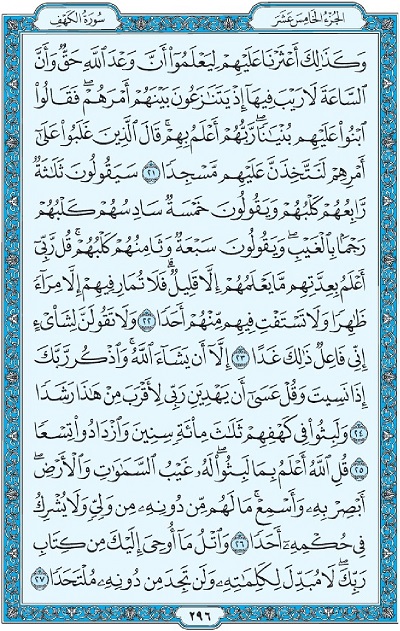 الجزء الخامس عشر
سورة الكهف
وَكَذَٰلِكَ أَعْثَرْنَا عَلَيْهِمْ لِيَعْلَمُوٓا۟ أَنَّ وَعْدَ ٱللَّهِ حَقٌّ وَأَنَّ
ٱلسَّاعَةَ لَا رَيْبَ فِيهَآ إِذْ يَتَنَٰزَعُونَ بَيْنَهُمْ أَمْرَهُمْ ۖ فَقَالُوا۟
ٱبْنُوا۟ عَلَيْهِم بُنْيَٰنًا ۖ رَّبُّهُمْ أَعْلَمُ بِهِمْ ۚ قَالَ ٱلَّذِينَ غَلَبُوا۟ عَلَىٰٓ
أَمْرِهِمْ لَنَتَّخِذَنَّ عَلَيْهِم مَّسْجِدًا ٢١ سَيَقُولُونَ ثَلَٰثَةٌ
رَّابِعُهُمْ كَلْبُهُمْ وَيَقُولُونَ خَمْسَةٌ سَادِسُهُمْ كَلْبُهُمْ
رَجْمًۢا بِٱلْغَيْبِ ۖ وَيَقُولُونَ سَبْعَةٌ وَثَامِنُهُمْ كَلْبُهُمْ ۚ قُل رَّبِّىٓ
أَعْلَمُ بِعِدَّتِهِم مَّا يَعْلَمُهُمْ إِلَّا قَلِيلٌ ۗ فَلَا تُمَارِ فِيهِمْ إِلَّا مِرَآءً
ظَٰهِرًا وَلَا تَسْتَفْتِ فِيهِم مِّنْهُمْ أَحَدًا ٢٢ وَلَا تَقُولَنَّ لِشَا۟ىْءٍ
إِنِّى فَاعِلٌ ذَٰلِكَ غَدًا ٢٣ إِلَّآ أَن يَشَآءَ ٱللَّهُ ۚ وَٱذْكُر رَّبَّكَ
إِذَا نَسِيتَ وَقُلْ عَسَىٰٓ أَن يَهْدِيَنِ رَبِّى لِأَقْرَبَ مِنْ هَٰذَا رَشَدًا
٢٤ وَلَبِثُوا۟ فِى كَهْفِهِمْ ثَلَٰثَ مِا۟ئَةٍ سِنِينَ وَٱزْدَادُوا۟ تِسْعًا
٢٥ قُلِ ٱللَّهُ أَعْلَمُ بِمَا لَبِثُوا۟ ۖ لَهُۥ غَيْبُ ٱلسَّمَٰوَٰتِ وَٱلْأَرْضِ ۖ
أَبْصِرْ بِهِۦ وَأَسْمِعْ ۚ مَا لَهُم مِّن دُونِهِۦ مِن وَلِىٍّ وَلَا يُشْرِكُ
فِى حُكْمِهِۦٓ أَحَدًا ٢٦ وَٱتْلُ مَآ أُوحِىَ إِلَيْكَ مِن كِتَابِ
رَبِّكَ ۖ لَا مُبَدِّلَ لِكَلِمَٰتِهِۦ وَلَن تَجِدَ مِن دُونِهِۦ مُلْتَحَدًا ٢٧
٢٩٦